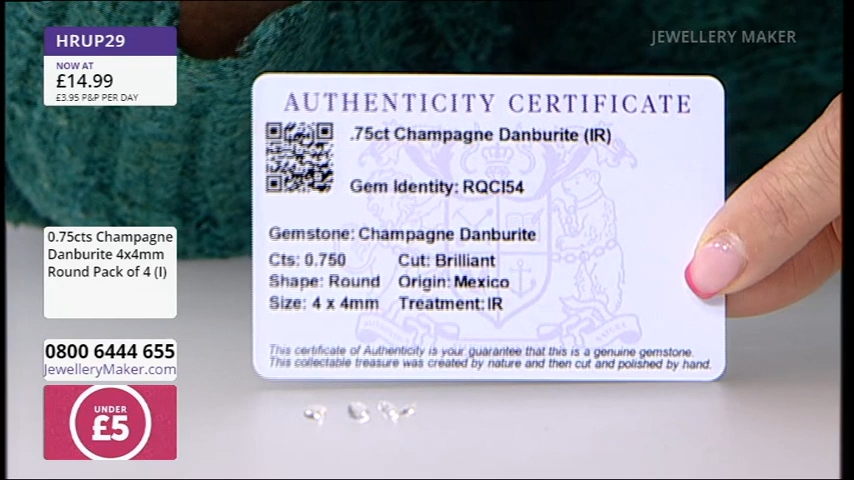 HRUP29
NOW AT
£14.99
£3.95 P&P PER DAY
JEWELLERY MAKER
AUTHENTICITY CERTIFICATE
.75ct Champagne Danburite (IR)
Gem Identity: RQCI54
Gemstone: Champagne Danburite
Cts: 0.750 Cut: Brilliant
Shape: Round Origin: Mexico
Size: 4 x 4mm Treatment: IR
This certificate of Authenticity is your guarantee that this is a genuine gemstone.
This collectable treasure was created by nature and then cut and polished by hand.
0.75cts Champagne
Danburite 4x4mm
Round Pack of 4 (I)
0800 6444 655
JewelleryMaker.com
UNDER
£5